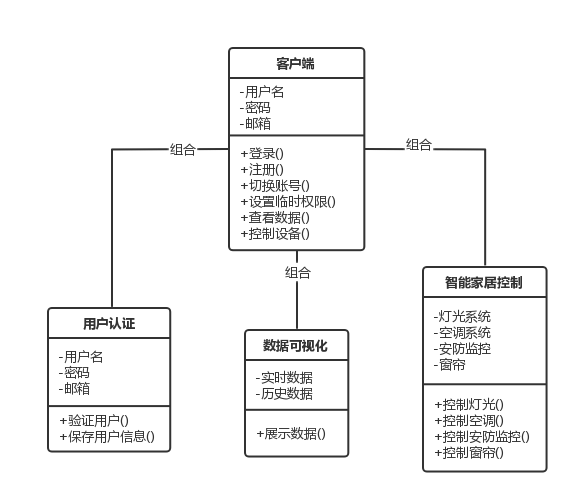 客户端
-用户名
-密码
-邮箱
+登录()
+注册()
+切换账号()
+设置临时权限()
+查看数据()
+控制设备()
组合
组合
组合
用户认证
-用户名
-密码
-邮箱
+验证用户()
+保存用户信息()
数据可视化
-实时数据
-历史数据
+展示数据()
智能家居控制
-灯光系统
-空调系统
-安防监控
-窗帘
+控制灯光()
+控制空调()
+控制安防监控()
+控制窗帘()